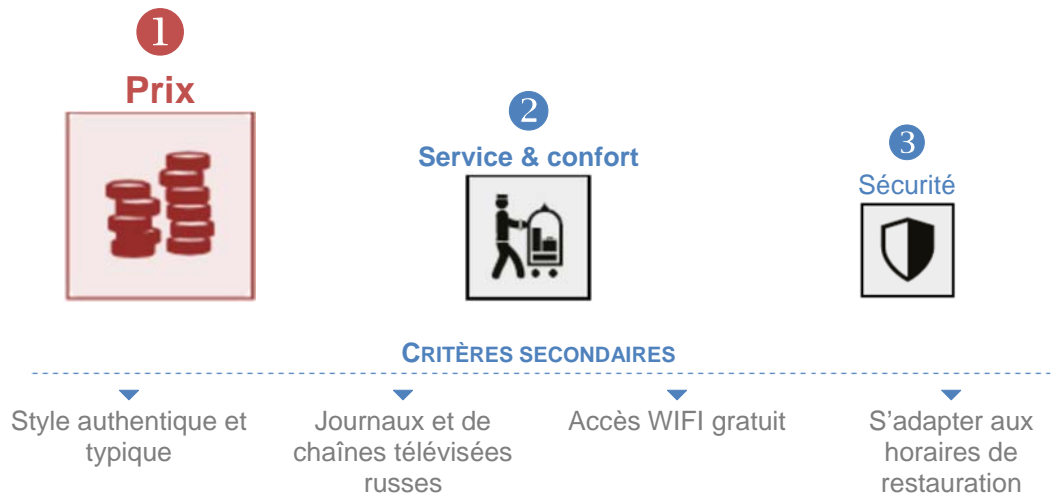 1
Prix
2
Service & confort
3
Sécurité
CRITÈRES SECONDAIRES
Style authentique et
typique
Journaux et de
chaînes télévisées
russes
Accès WIFI gratuit
S’adapter aux
horaires de
restauration